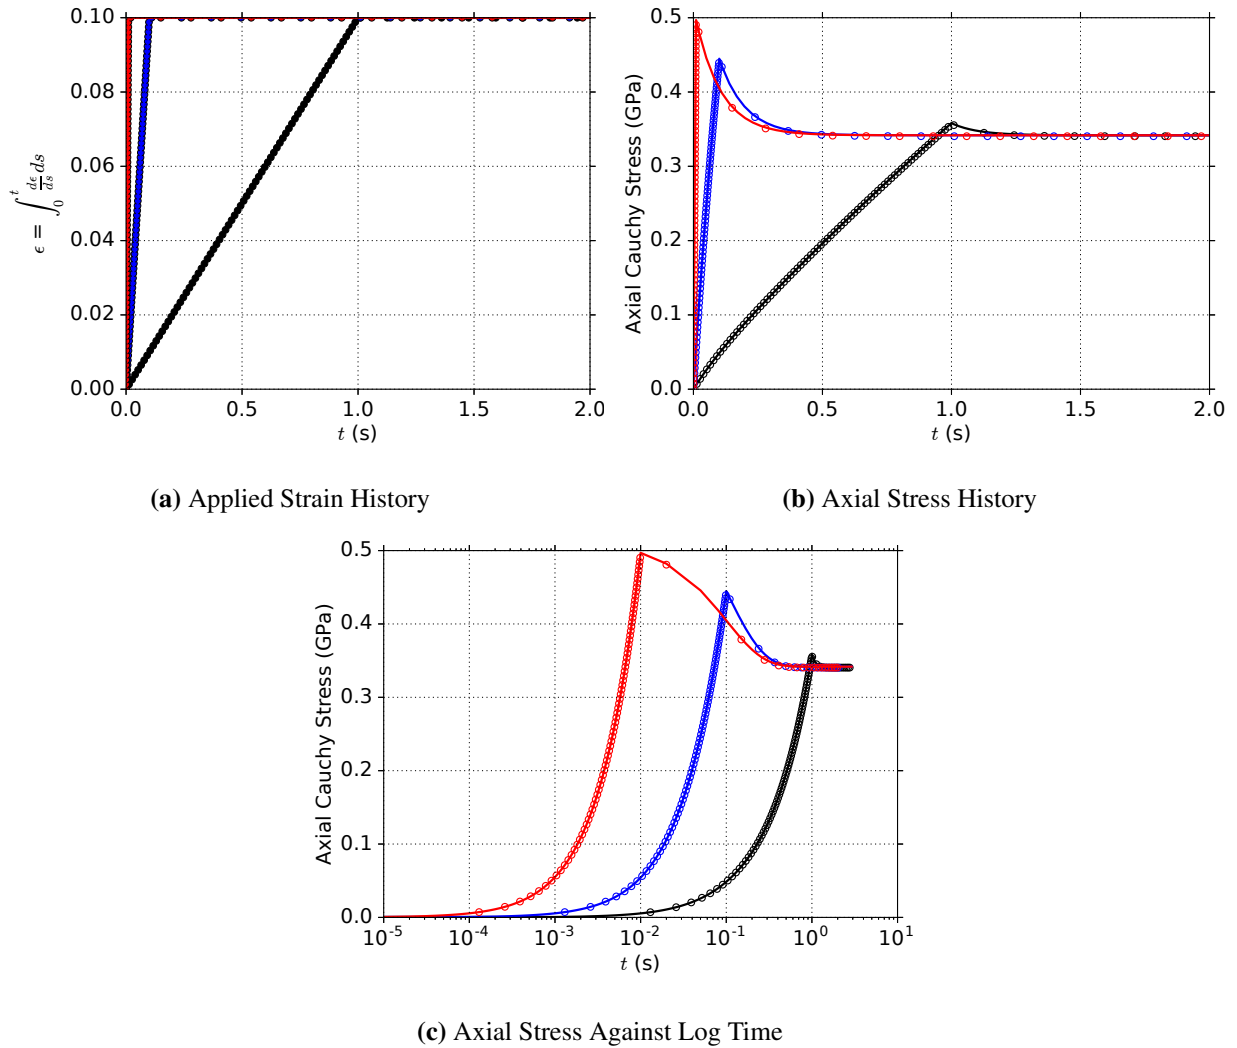 0.10
0.08
0.06
0.04
0.02
0.00
ϵ = ∫₀ᵗ dϵ/ds ds
0.0 0.5 1.0 1.5 2.0
t (s)
(a) Applied Strain History
0.5
0.4
0.3
0.2
0.1
0.0
Axial Cauchy Stress (GPa)
0.0 0.5 1.0 1.5 2.0
t (s)
(b) Axial Stress History
0.5
0.4
0.3
0.2
0.1
0.0
Axial Cauchy Stress (GPa)
10⁻⁵ 10⁻⁴ 10⁻³ 10⁻² 10⁻¹ 10⁰ 10¹
t (s)
(c) Axial Stress Against Log Time